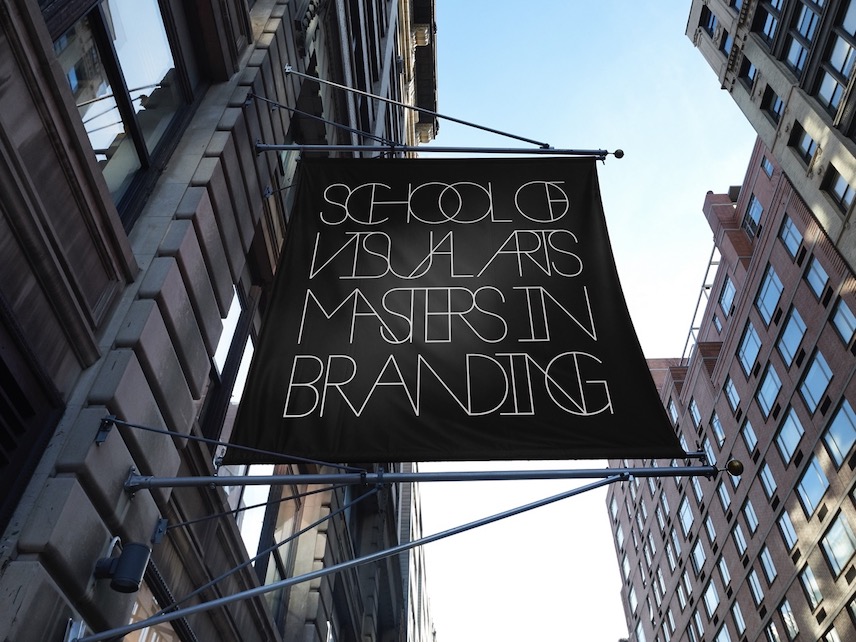 SCHOOL OF
VISUAL ARTS
MASTERS IN
BRANDING